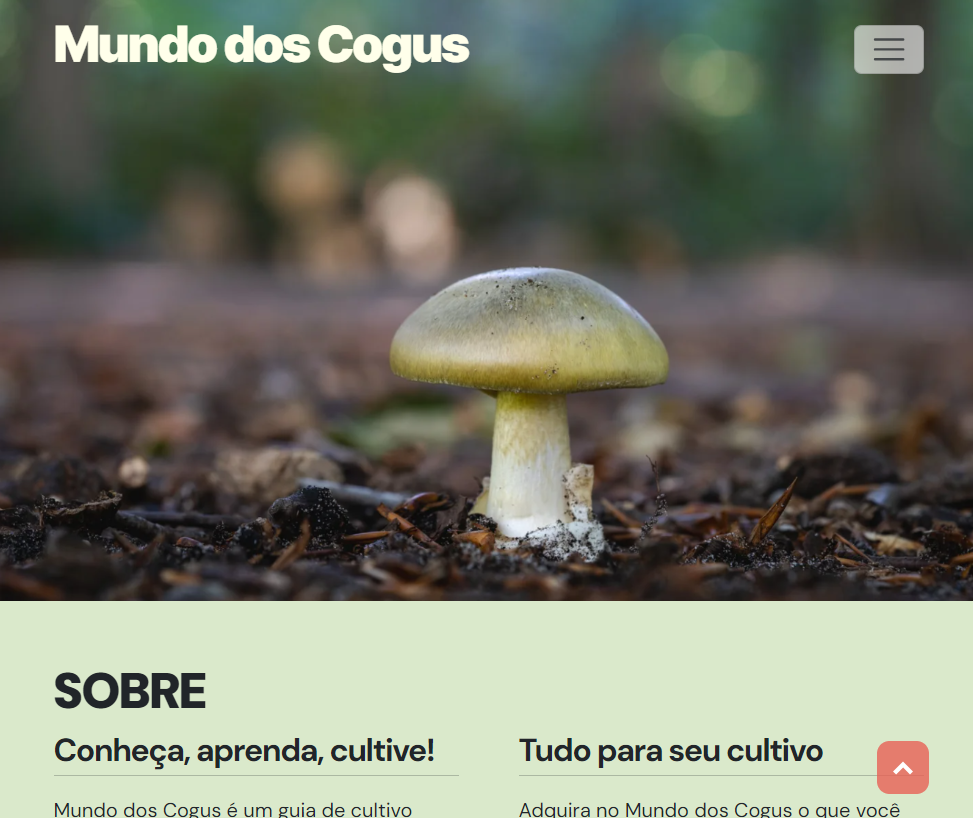 Mundo dos Cogus
SOBRE
Conheça, aprenda, cultive!
Tudo para seu cultivo
Mundo dos Cogus é um guia de cultivo
Adquira no Mundo dos Cogus o que você